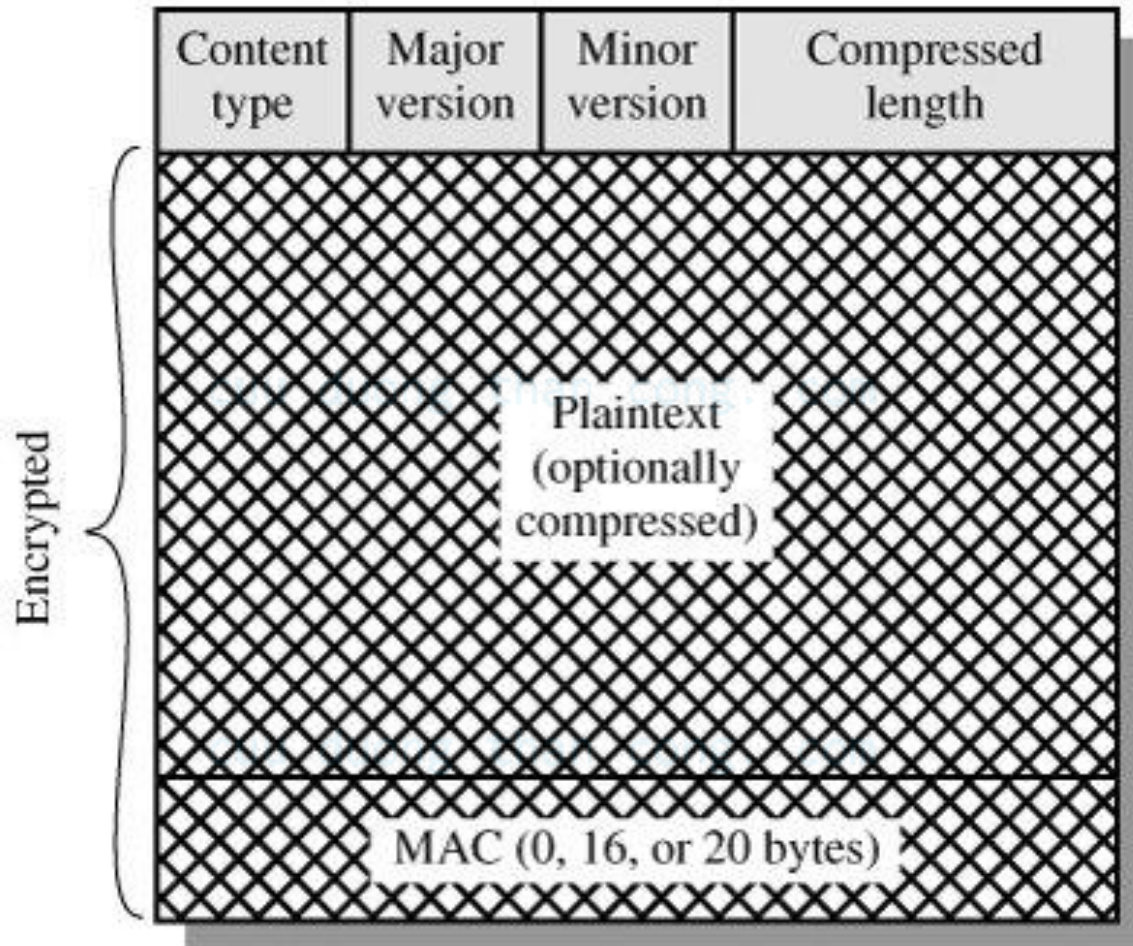 Content
type
Major
version
Minor
version
Compressed
length
Encrypted
Plaintext
(optionally
compressed)
MAC (0, 16, or 20 bytes)